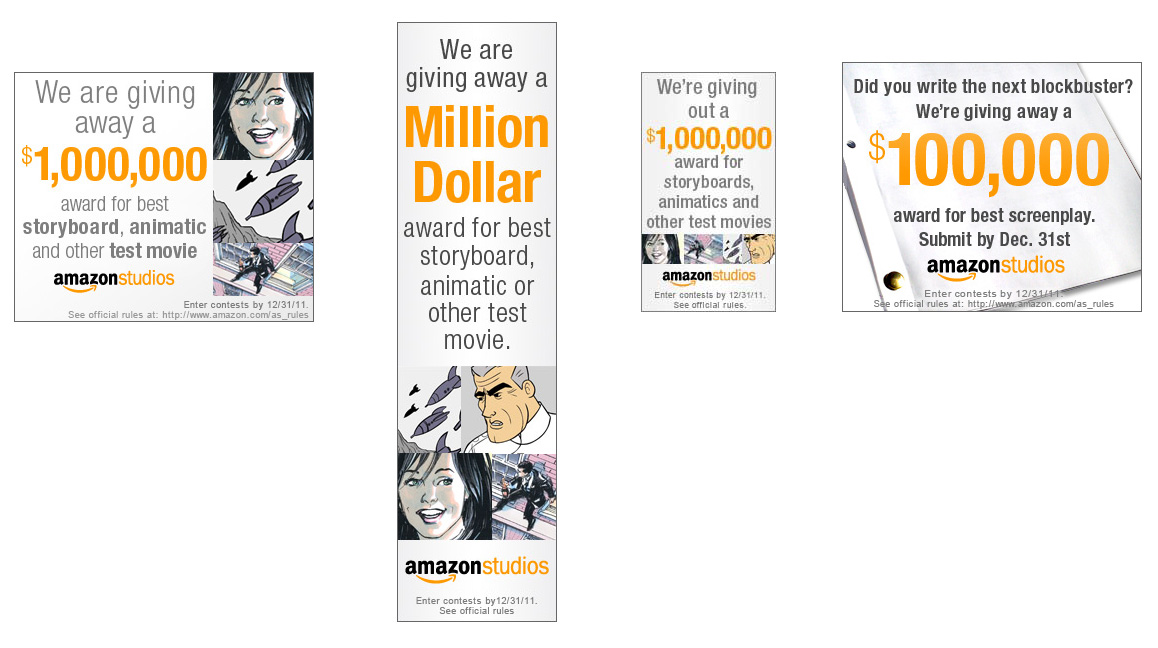 We are giving
away a
$1,000,000
award for best
storyboard, animatic
and other test movie
amazonstudios
Enter contests by 12/31/11.
See official rules at: http://www.amazon.com/as_rules
We are
giving away a
Million
Dollar
award for best
storyboard,
animatic or
other test
movie.
amazonstudios
Enter contests by12/31/11.
See official rules
We're giving
out a
$1,000,000
award for
storyboards,
animatics and
other test movies
amazonstudios
Enter contests by 12/31/11.
See official rules.
Did you write the next blockbuster?
We're giving away a
$100,000
award for best screenplay.
Submit by Dec. 31st
amazonstudios
Enter contests by 12/31/11.
See official rules at: http://www.amazon.com/as_rules